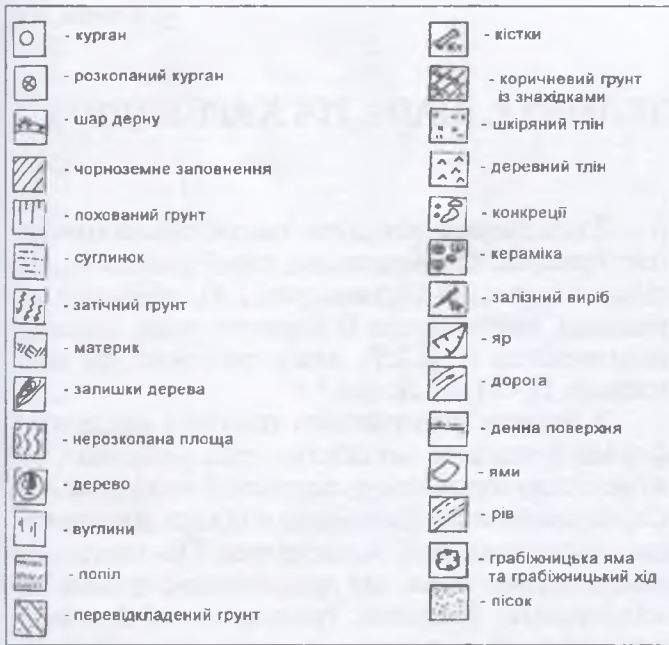 - курган
- розкопаний курган
- шар дерну
- чорноземне заповнення
- похований грунт
- суглинок
- затічний грунт
- материк
- залишки дерева
- нерозкопана площа
- дерево
- вуглини
- попіл
- перевідкладений грунт
- кістки
- коричневий грунт
із знахідками
- шкіряний тлін
- деревний тлін
- конкреції
- кераміка
- залізний виріб
- яр
- дорога
- денна поверхня
- ями
- рів
- грабіжницька яма
та грабіжницький хід
- пісок